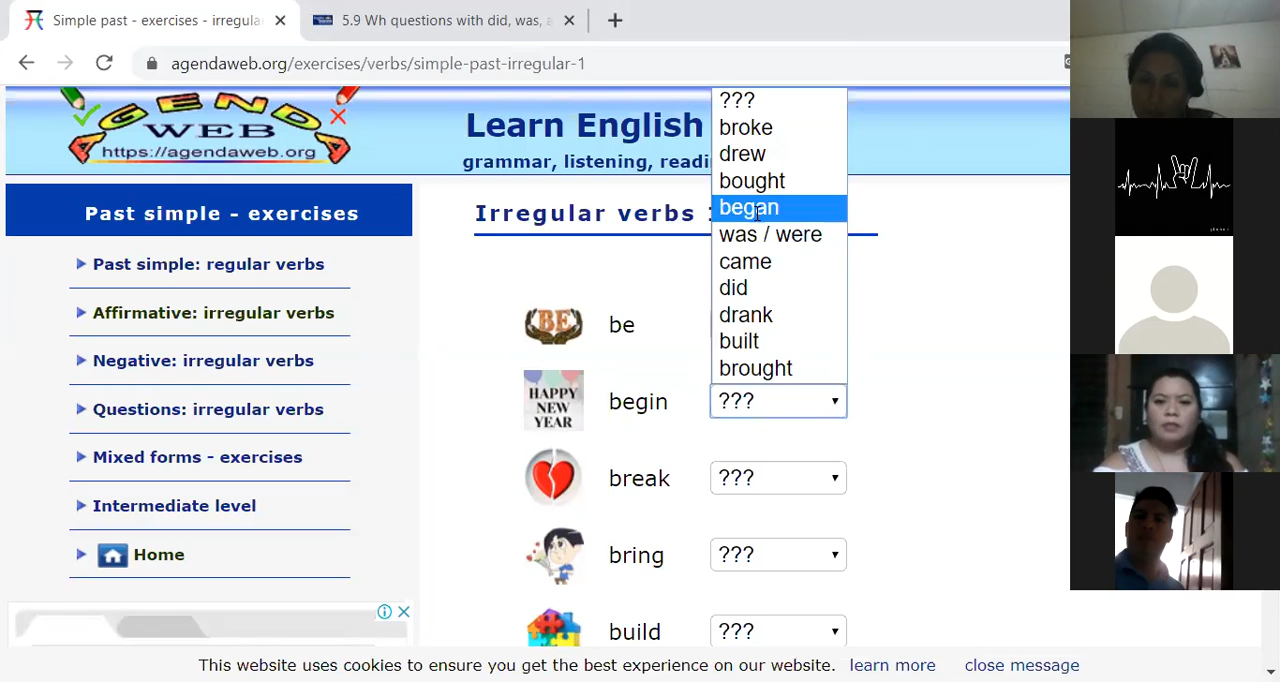 Simple past - exercises - irregula
5.9 Wh questions with did, was, a
agendaweb.org/exercises/verbs/simple-past-irregular-1
AGENDA
WEB
https://agendaweb.org
Learn English
grammar, listening, readi
Past simple - exercises
Past simple: regular verbs
Affirmative: irregular verbs
Negative: irregular verbs
Questions: irregular verbs
Mixed forms - exercises
Intermediate level
Home
Irregular verbs
???
broke
drew
bought
began
was / were
came
did
drank
built
brought
BE
be
HAPPY
NEW
YEAR
begin ???
break ???
bring ???
build ???
This website uses cookies to ensure you get the best experience on our website. learn more close message